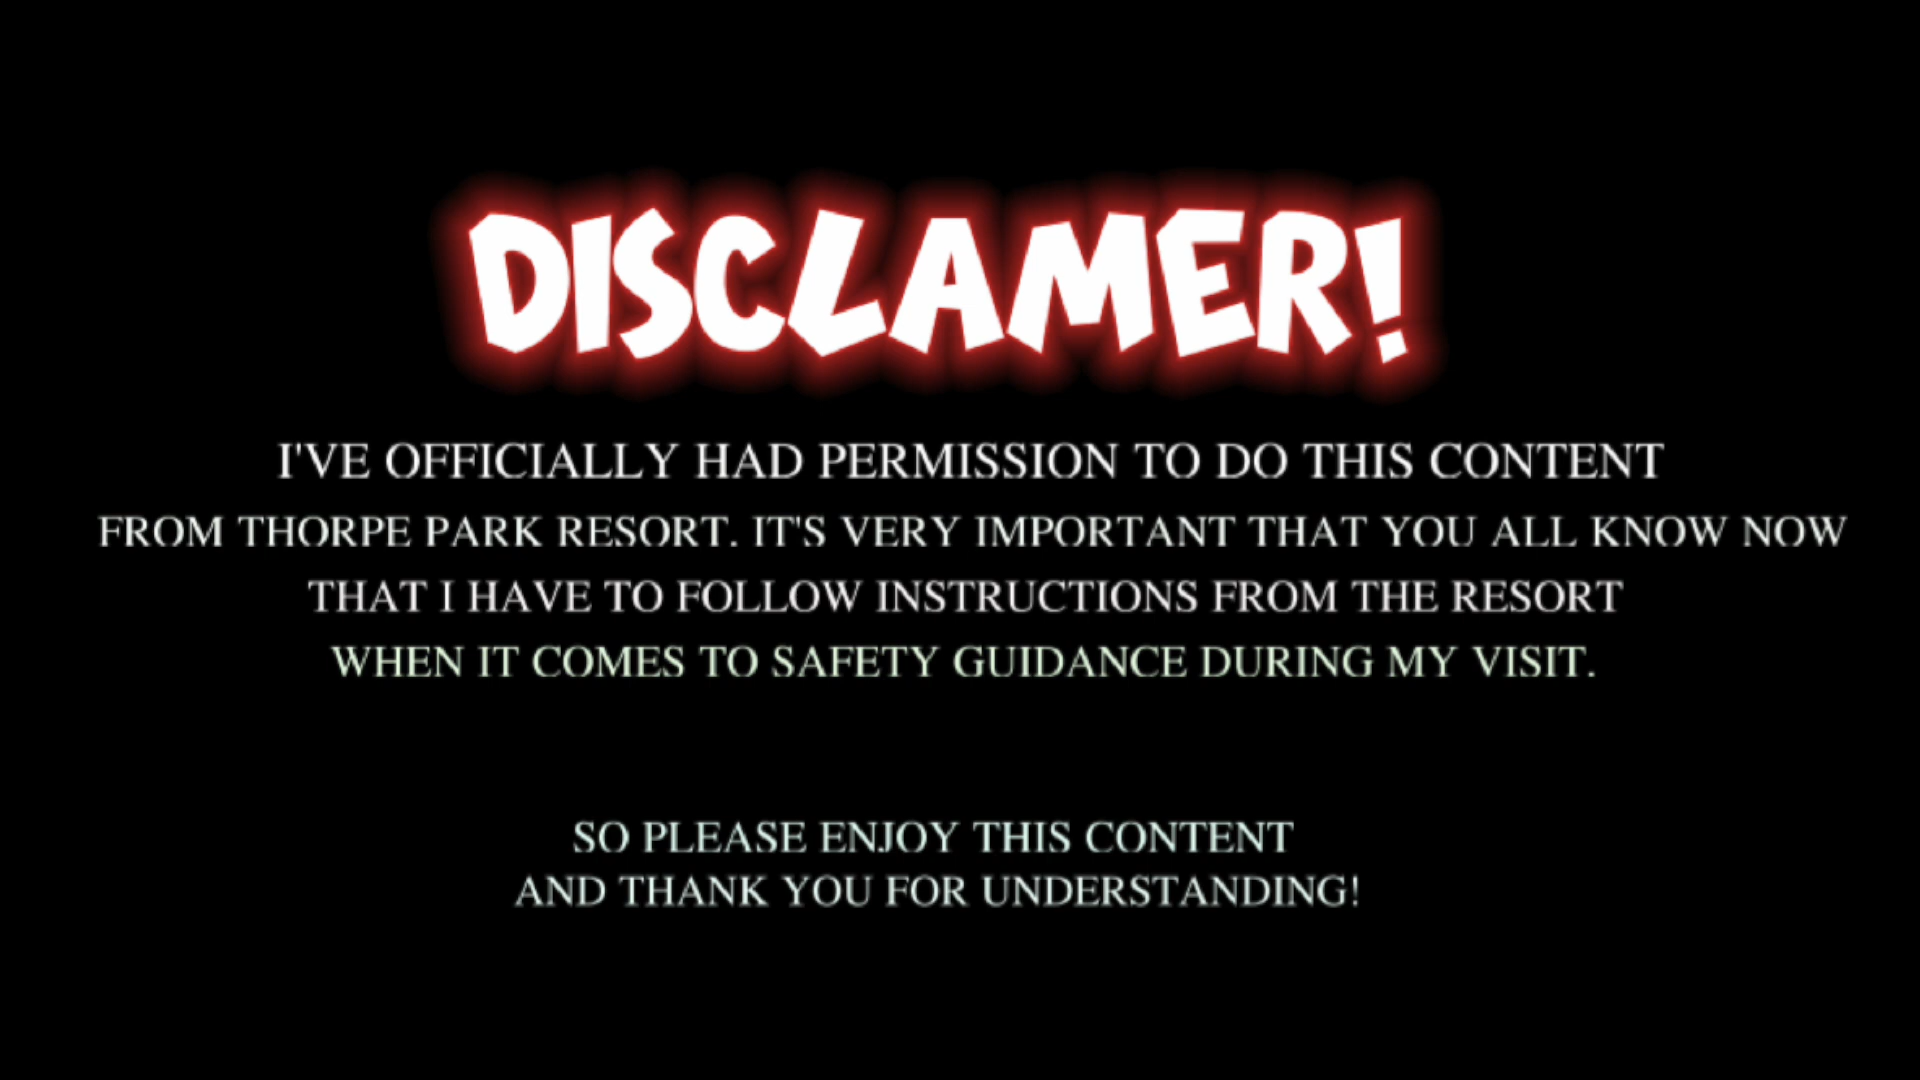 DISCLAMER!
I'VE OFFICIALLY HAD PERMISSION TO DO THIS CONTENT
FROM THORPE PARK RESORT. IT'S VERY IMPORTANT THAT YOU ALL KNOW NOW
THAT I HAVE TO FOLLOW INSTRUCTIONS FROM THE RESORT
WHEN IT COMES TO SAFETY GUIDANCE DURING MY VISIT.
SO PLEASE ENJOY THIS CONTENT
AND THANK YOU FOR UNDERSTANDING!